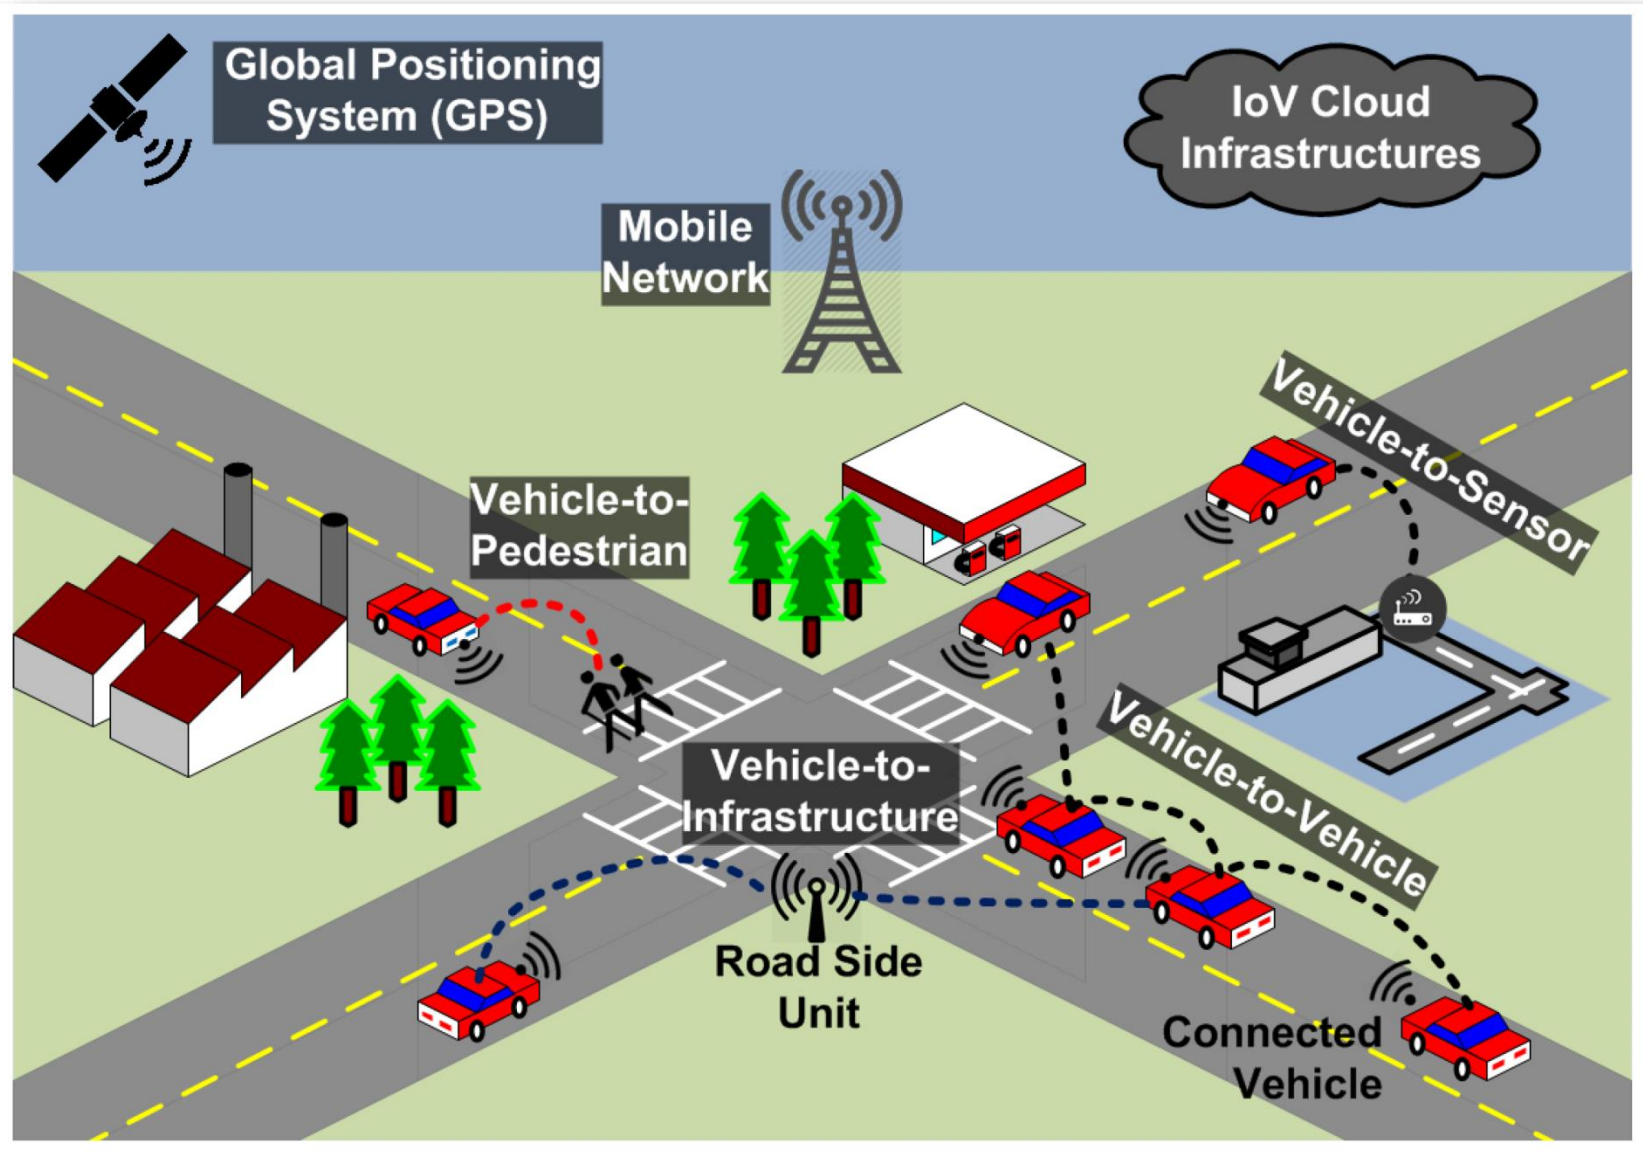 Global Positioning
System (GPS)
IoV Cloud
Infrastructures
Mobile
Network
Vehicle-to-Sensor
Vehicle-to-
Pedestrian
Vehicle-to-Vehicle
Vehicle-to-
Infrastructure
Road Side
Unit
Connected
Vehicle